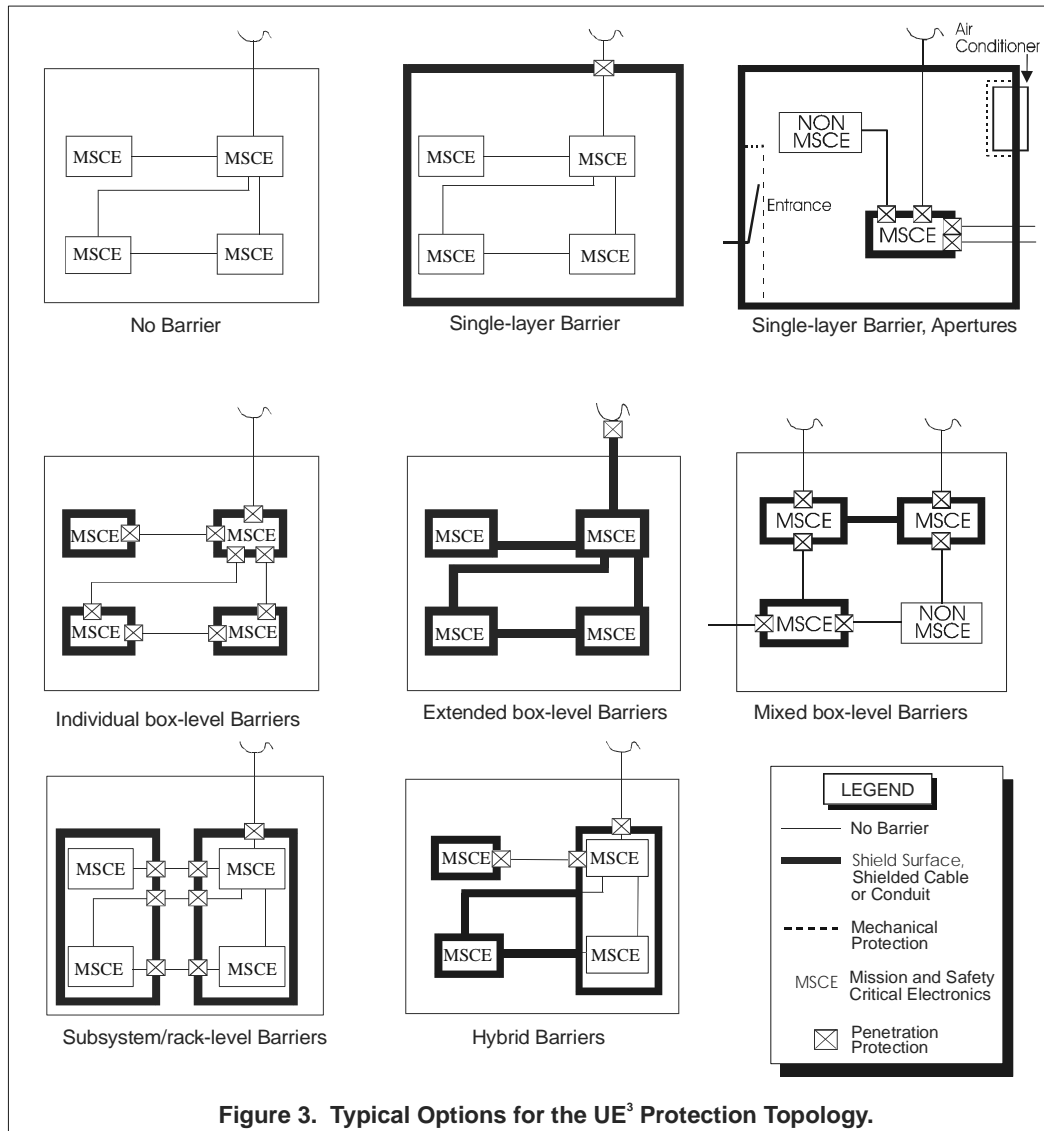 Air
Conditioner
MSCE
MSCE
MSCE
MSCE
No Barrier
MSCE
MSCE
MSCE
MSCE
Single-layer Barrier
NON
MSCE
Entrance
MSCE
Single-layer Barrier, Apertures
MSCE
MSCE
MSCE
MSCE
Individual box-level Barriers
MSCE
MSCE
MSCE
MSCE
Extended box-level Barriers
MSCE
MSCE
MSCE
NON
MSCE
Mixed box-level Barriers
MSCE
MSCE
MSCE
MSCE
Subsystem/rack-level Barriers
MSCE
MSCE
MSCE
MSCE
Hybrid Barriers
LEGEND
No Barrier
Shield Surface,
Shielded Cable
or Conduit
Mechanical
Protection
MSCE Mission and Safety
Critical Electronics
Penetration
Protection
Figure 3. Typical Options for the UE³ Protection Topology.